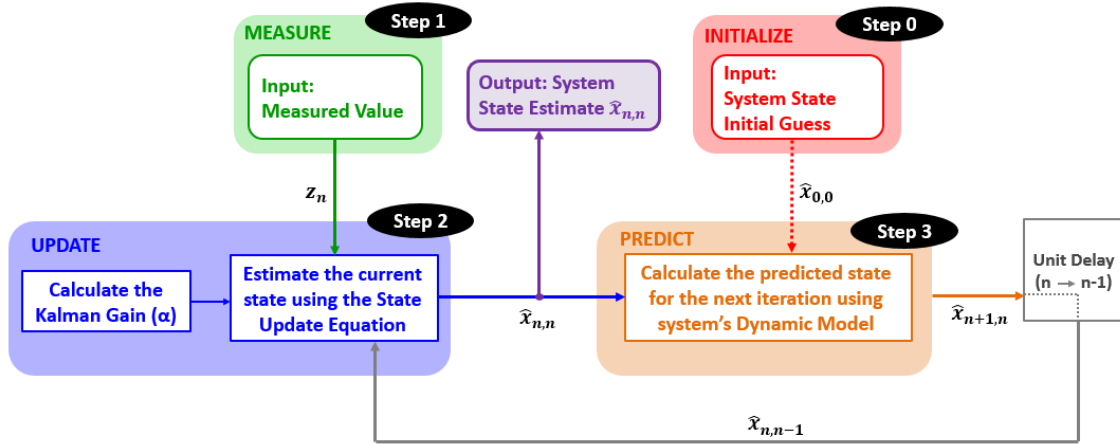 Step 1
MEASURE
Input:
Measured Value
Output: System
State Estimate x̂n,n
Step 0
INITIALIZE
Input:
System State
Initial Guess
zn
x̂0,0
Step 2
UPDATE
Calculate the
Kalman Gain (α)
Estimate the current
state using the State
Update Equation
x̂n,n
Step 3
PREDICT
Calculate the predicted state
for the next iteration using
system's Dynamic Model
x̂n+1,n
Unit Delay
(n → n-1)
x̂n,n−1